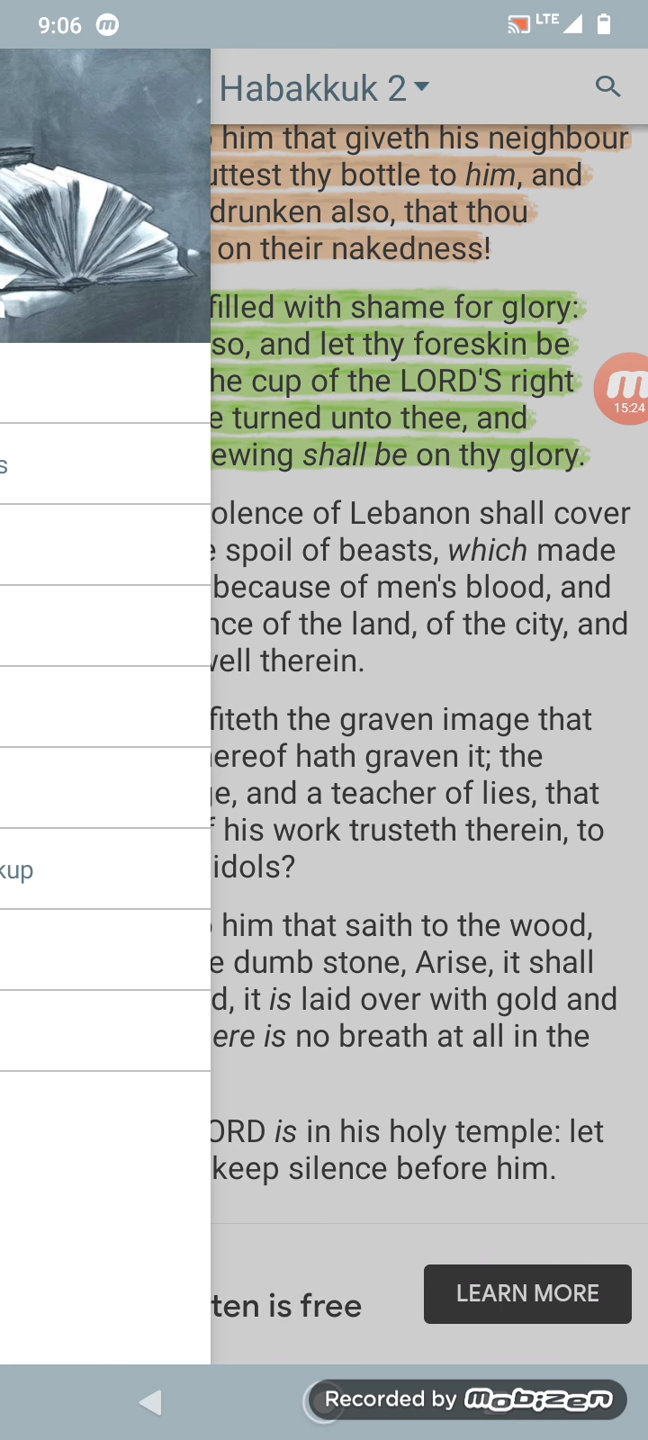 9:06
LTE
Habakkuk 2
him that giveth his neighbour
uttest thy bottle to him, and
drunken also, that thou
on their nakedness!
filled with shame for glory:
so, and let thy foreskin be
he cup of the LORD'S right
e turned unto thee, and
15:24
s
ewing shall be on thy glory.
olence of Lebanon shall cover
e spoil of beasts, which made
because of men's blood, and
nce of the land, of the city, and
well therein.
fiteth the graven image that
hereof hath graven it; the
ge, and a teacher of lies, that
f his work trusteth therein, to
kup
idols?
him that saith to the wood,
e dumb stone, Arise, it shall
d, it is laid over with gold and
ere is no breath at all in the
ORD is in his holy temple: let
keep silence before him.
ten is free
LEARN MORE
Recorded by mobizen